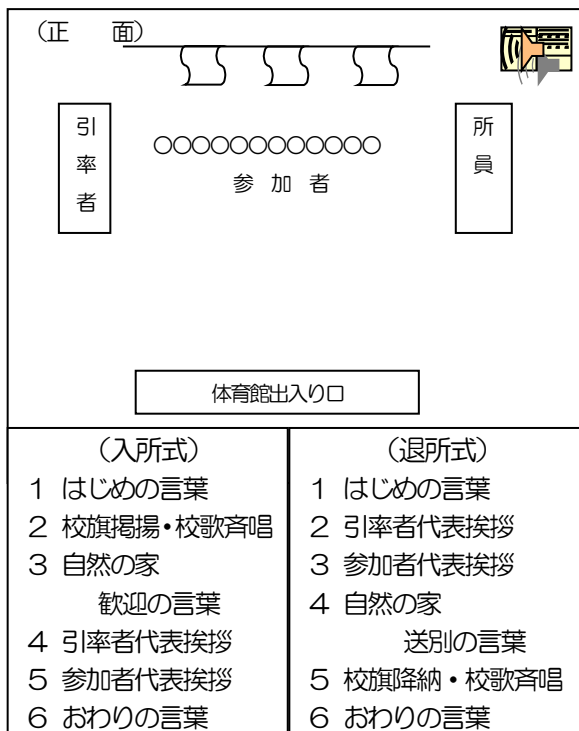 （正　　面）
引率者
所員
○○○○○○○○○○○○
参　加　者
体育館出入り口
（入所式）
1 はじめの言葉
2 校旗掲揚・校歌斉唱
3 自然の家
歓迎の言葉
4 引率者代表挨拶
5 参加者代表挨拶
6 おわりの言葉
（退所式）
1 はじめの言葉
2 引率者代表挨拶
3 参加者代表挨拶
4 自然の家
送別の言葉
5 校旗降納・校歌斉唱
6 おわりの言葉